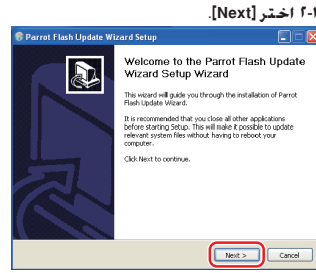 ٢-١ اختر [Next].
Parrot Flash Update Wizard Setup
Welcome to the Parrot Flash Update
Wizard Setup Wizard
This wizard will guide you through the installation of Parrot
Flash Update Wizard.
It is recommended that you close all other applications
before starting Setup. This will make it possible to update
relevant system files without having to reboot your
computer.
Click Next to continue.
Next >
Cancel